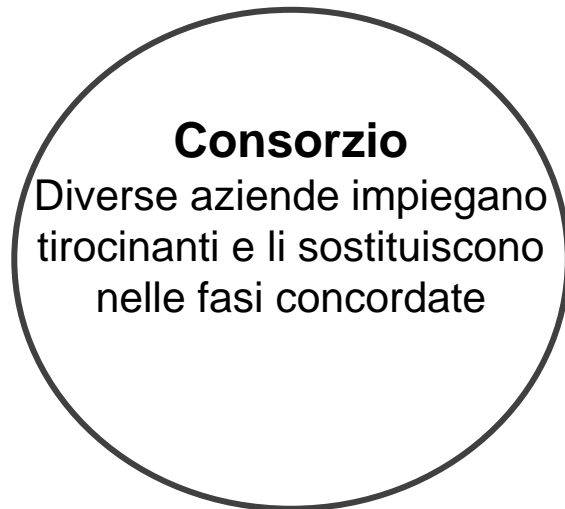 Consorzio
Diverse aziende impiegano
tirocinanti e li sostituiscono
nelle fasi concordate